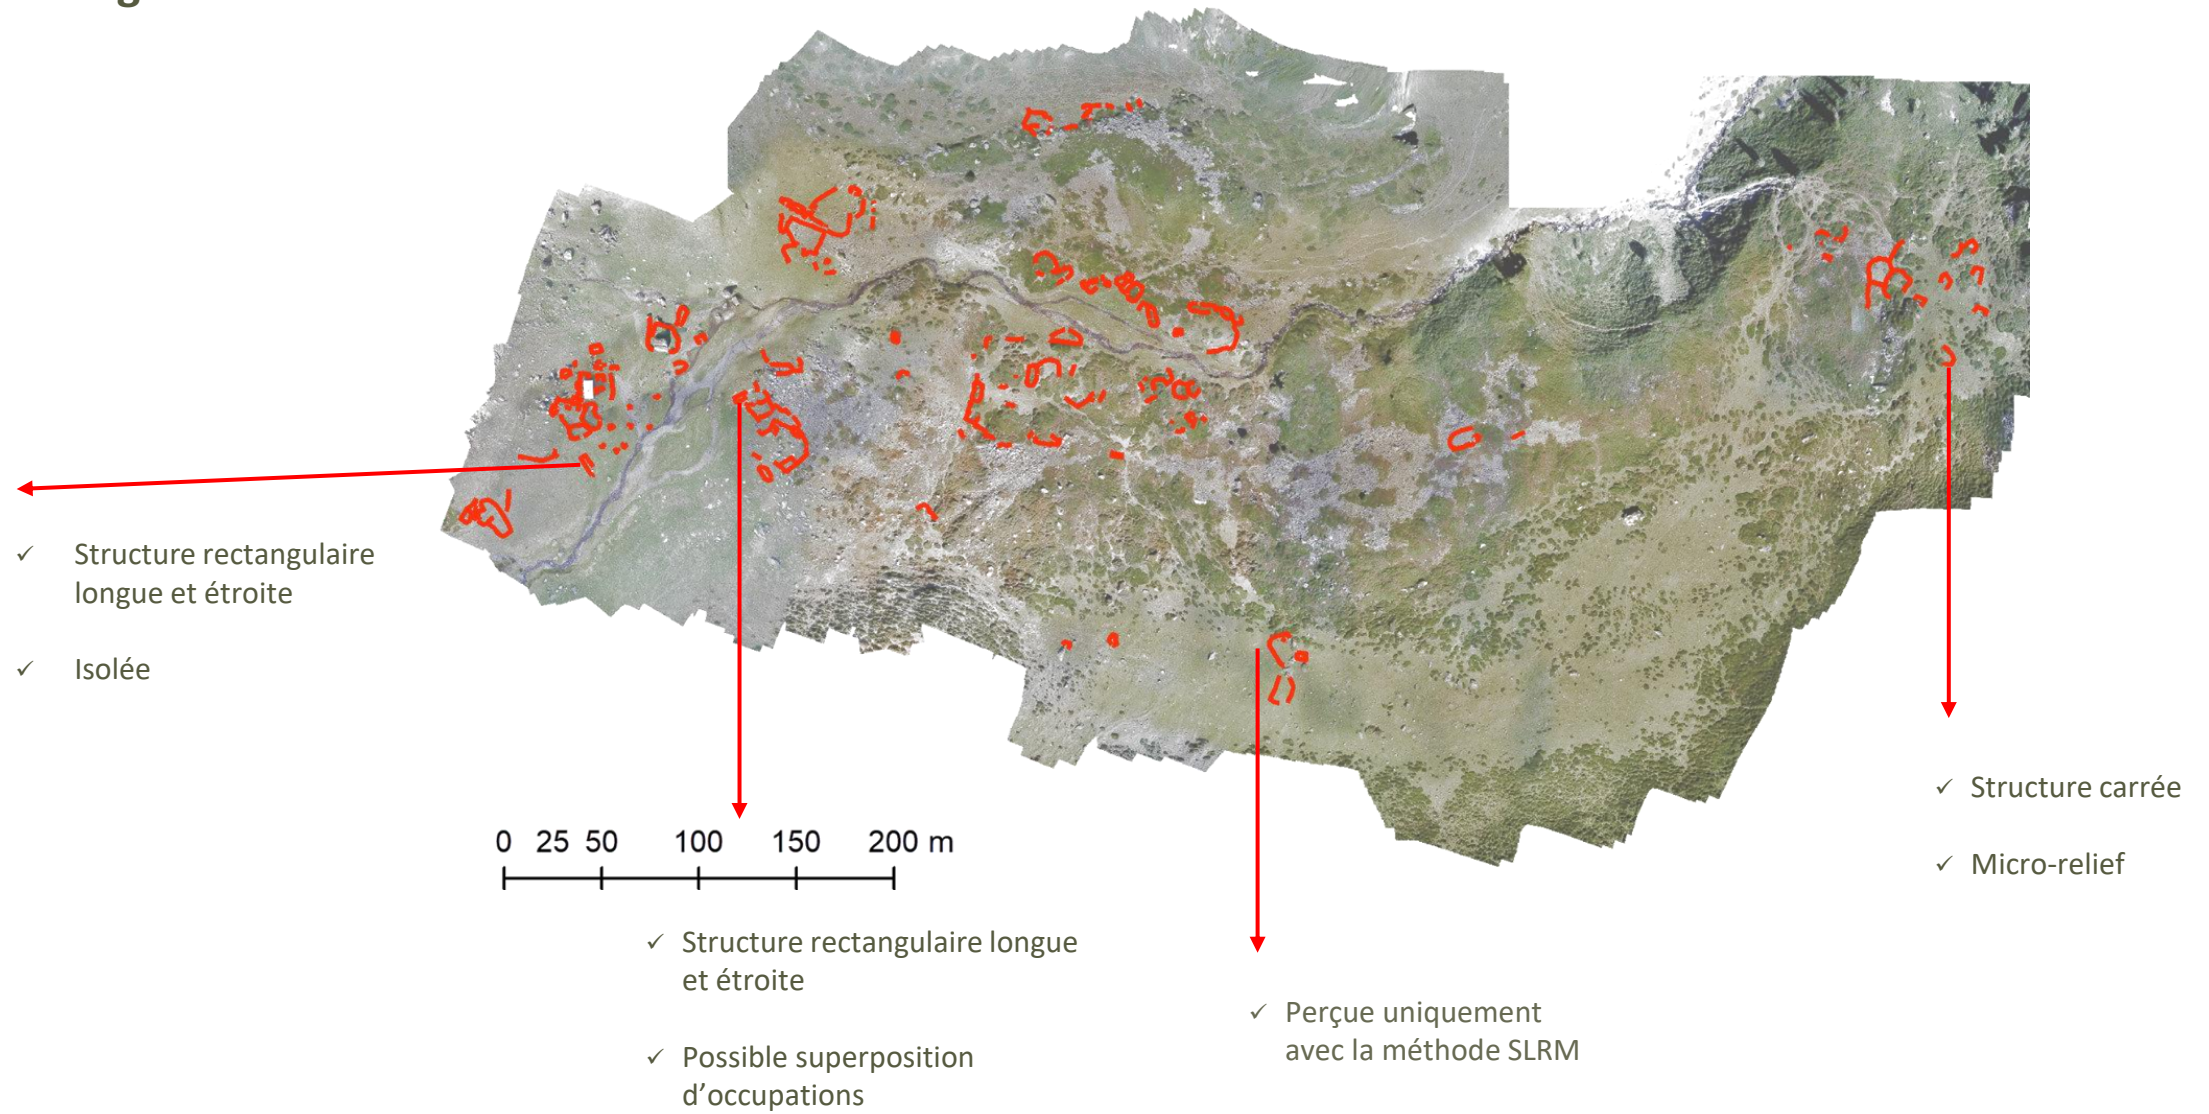 ✓ Structure rectangulaire
longue et étroite
✓ Isolée
0 25 50 100 150 200 m
✓ Structure rectangulaire longue
et étroite
✓ Possible superposition
d’occupations
✓ Perçue uniquement
avec la méthode SLRM
✓ Structure carrée
✓ Micro-relief